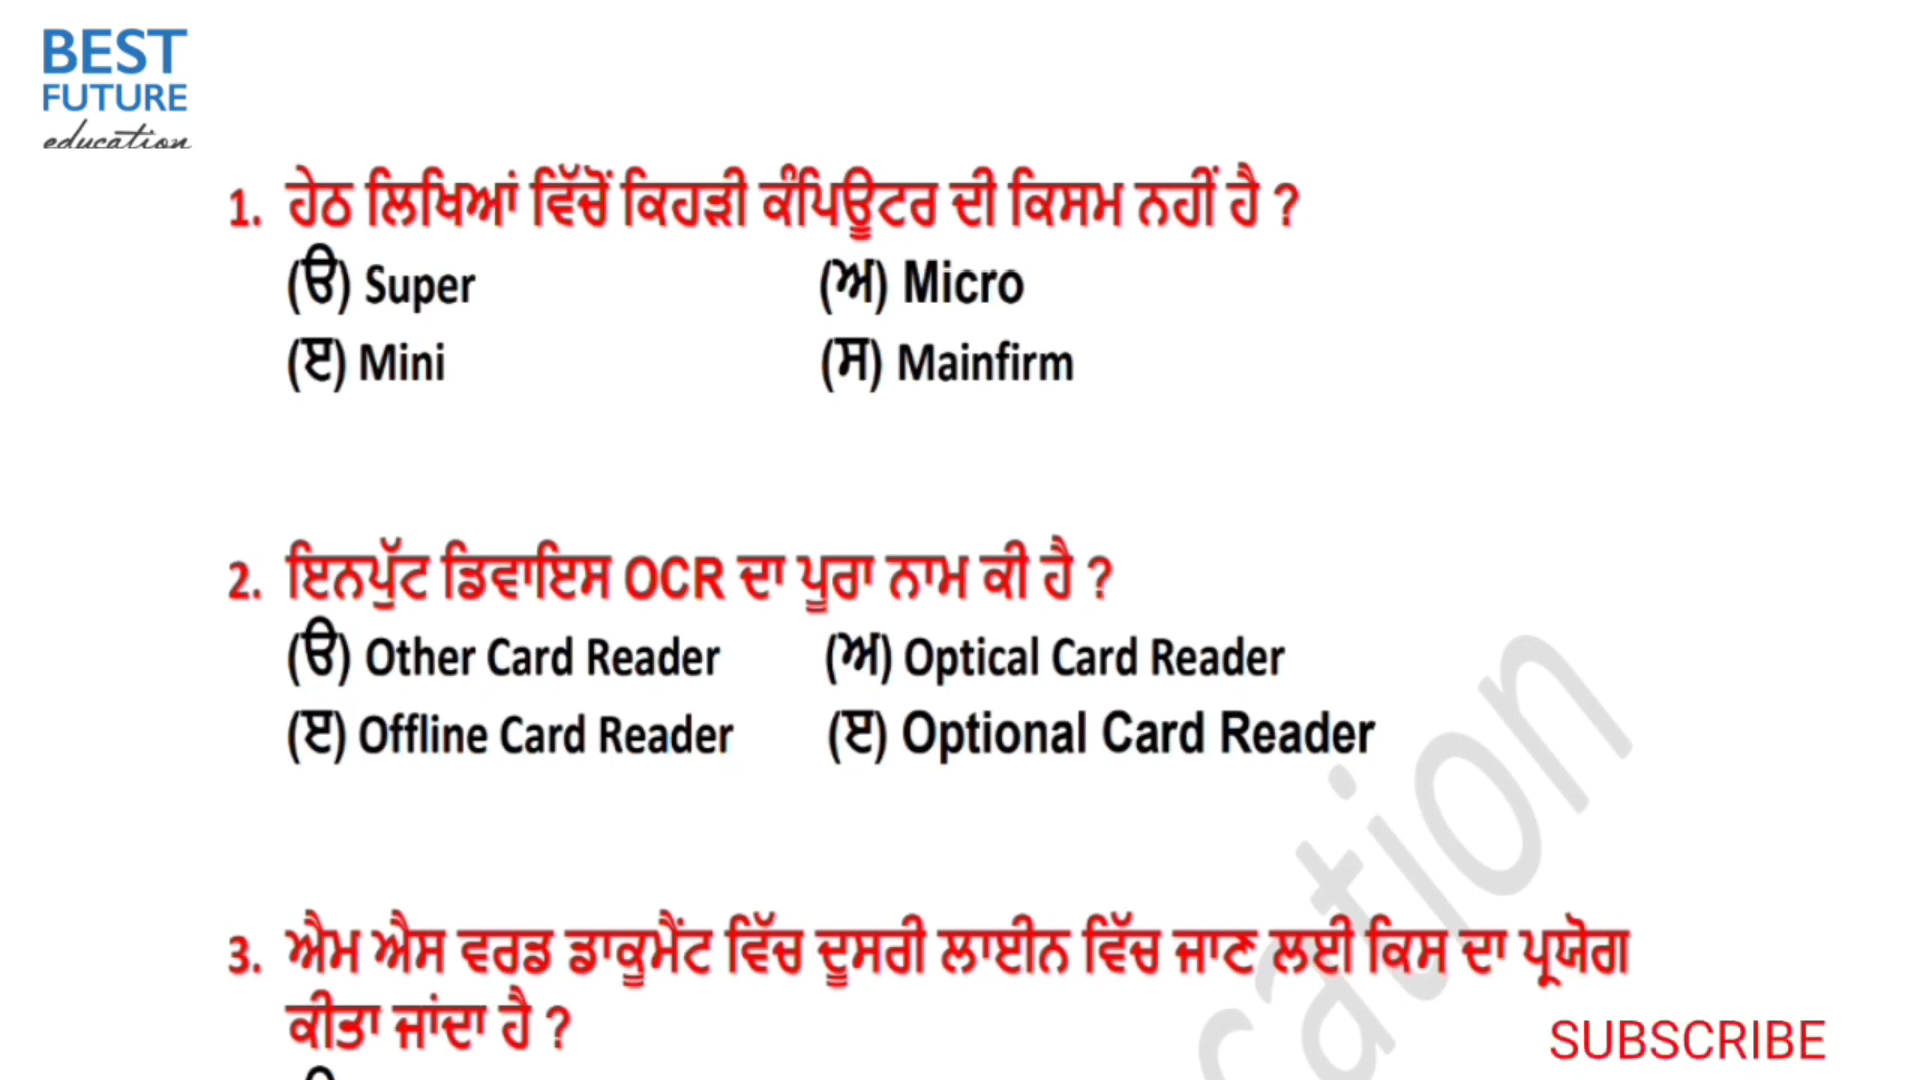 BEST
FUTURE
education
1. ਹੇਠ ਲਿਖਿਆਂ ਵਿੱਚੋਂ ਕਿਹੜੀ ਕੰਪਿਊਟਰ ਦੀ ਕਿਸਮ ਨਹੀਂ ਹੈ ?
(ੳ) Super (ਅ) Micro
(ੲ) Mini (ਸ) Mainfirm
2. ਇਨਪੁੱਟ ਡਿਵਾਇਸ OCR ਦਾ ਪੂਰਾ ਨਾਮ ਕੀ ਹੈ ?
(ੳ) Other Card Reader (ਅ) Optical Card Reader
(ੲ) Offline Card Reader (ੲ) Optional Card Reader
3. ਐਮ ਐਸ ਵਰਡ ਡਾਕੂਮੈਂਟ ਵਿੱਚ ਦੂਸਰੀ ਲਾਈਨ ਵਿੱਚ ਜਾਣ ਲਈ ਕਿਸ ਦਾ ਪ੍ਰਯੋਗ
ਕੀਤਾ ਜਾਂਦਾ ਹੈ ?
SUBSCRIBE